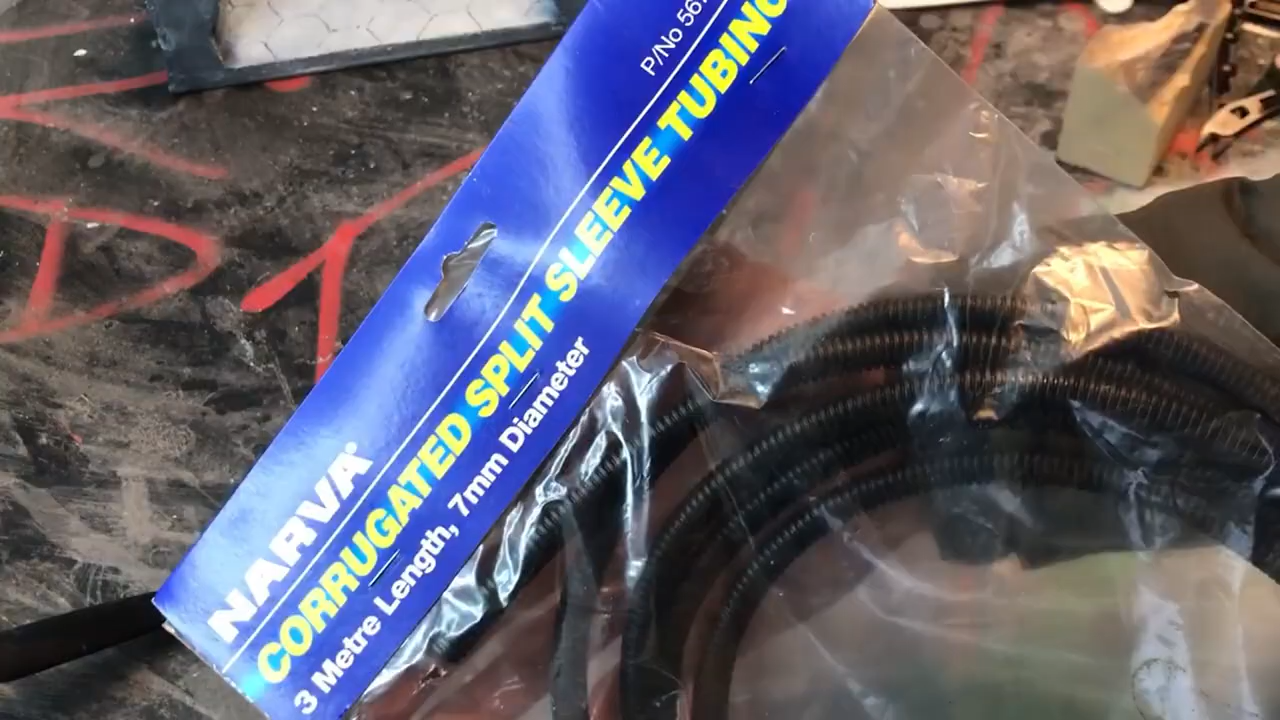 NARVA®
P/No 56
CORRUGATED SPLIT SLEEVE TUBING
3 Metre Length, 7mm Diameter